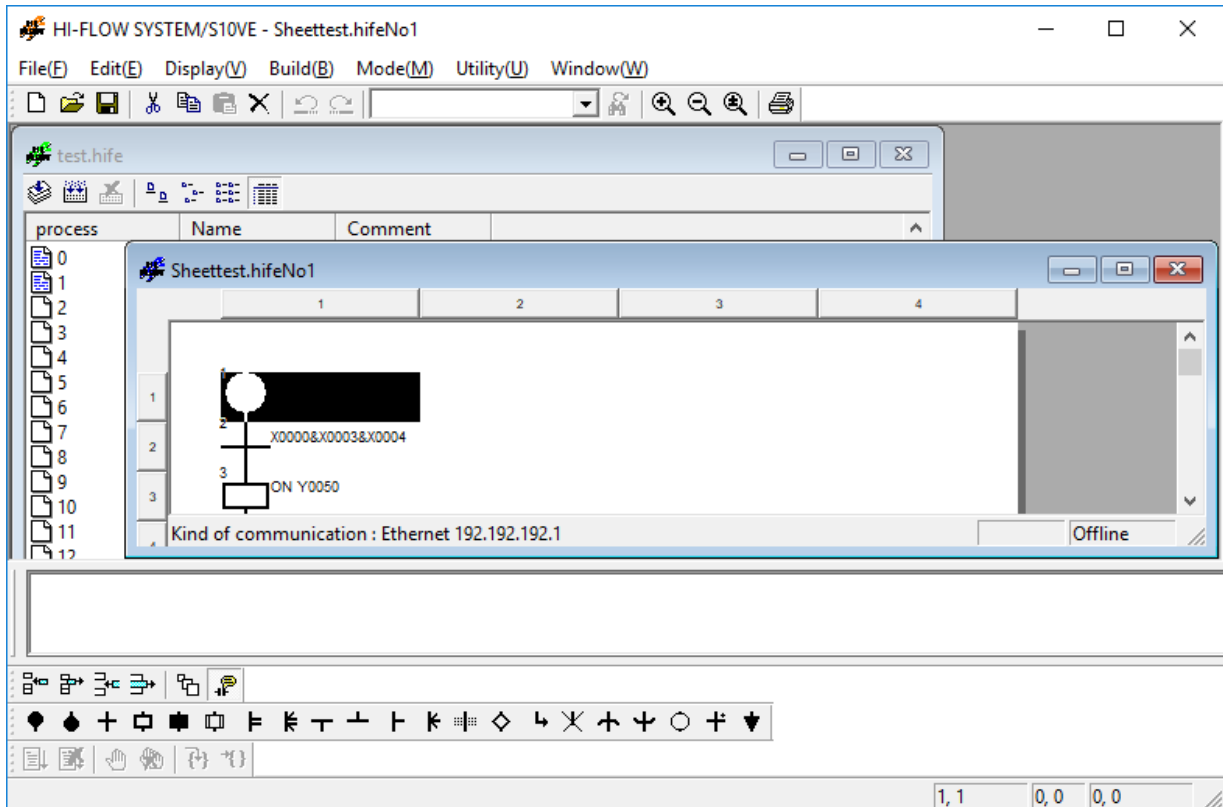 HI-FLOW SYSTEM/S10VE - Sheettest.hifeNo1
File(F) Edit(E) Display(V) Build(B) Mode(M) Utility(U) Window(W)
test.hife
process Name Comment
0
1
2
3
4
5
6
7
8
9
10
11
12
Sheettest.hifeNo1
1 2 3 4
1
1
2
2
X0000&X0003&X0004
3
3
ON Y0050
4
Kind of communication : Ethernet 192.192.192.1 Offline
1, 1 0, 0 0, 0